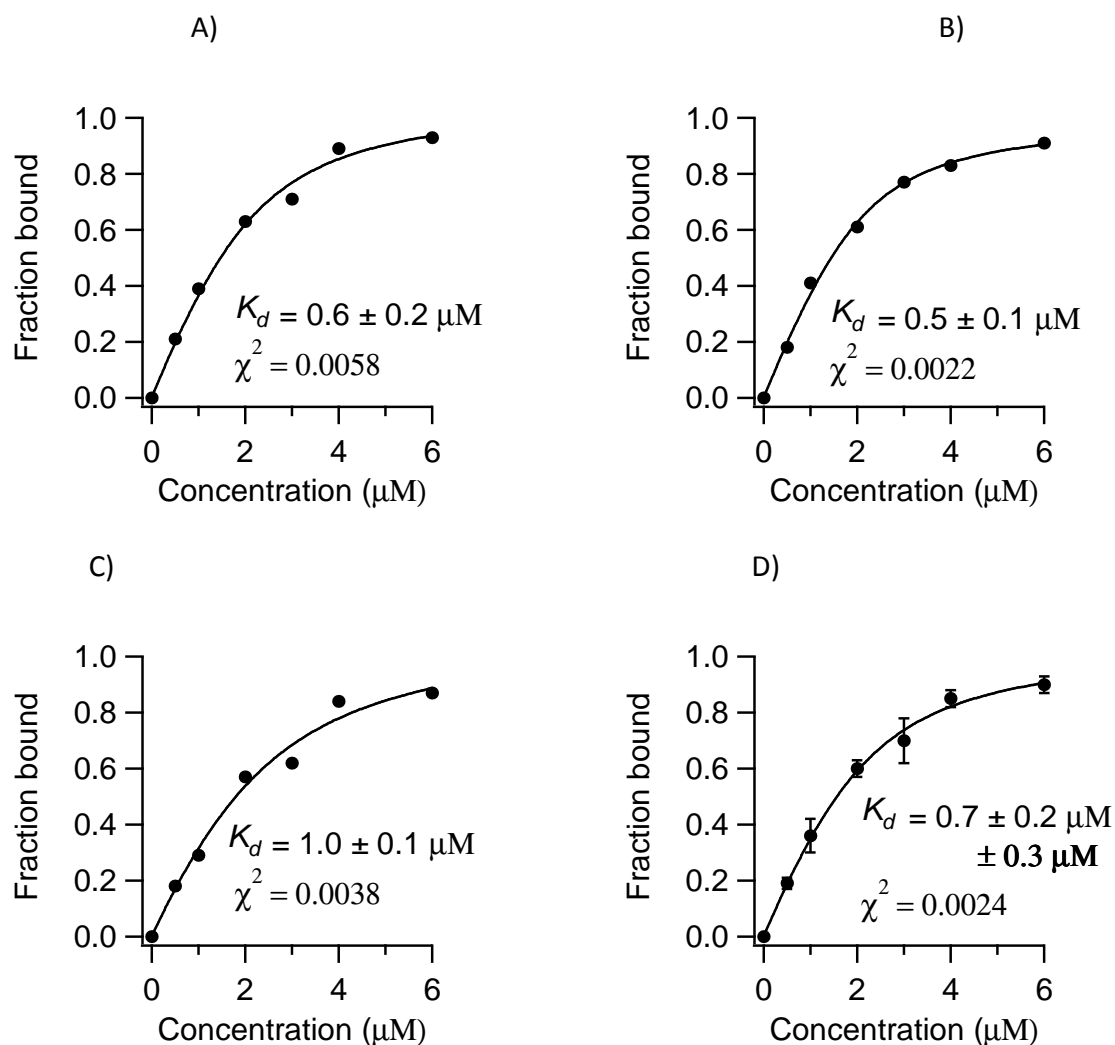 A)
Fraction bound
1.0
0.8
0.6
0.4
0.2
0.0
K_d = 0.6 ± 0.2 μM
χ² = 0.0058
0 2 4 6
Concentration (μM)
B)
Fraction bound
1.0
0.8
0.6
0.4
0.2
0.0
K_d = 0.5 ± 0.1 μM
χ² = 0.0022
0 2 4 6
Concentration (μM)
C)
Fraction bound
1.0
0.8
0.6
0.4
0.2
0.0
K_d = 1.0 ± 0.1 μM
χ² = 0.0038
0 2 4 6
Concentration (μM)
D)
Fraction bound
1.0
0.8
0.6
0.4
0.2
0.0
K_d = 0.7 ± 0.2 μM
± 0.3 μM
χ² = 0.0024
0 2 4 6
Concentration (μM)